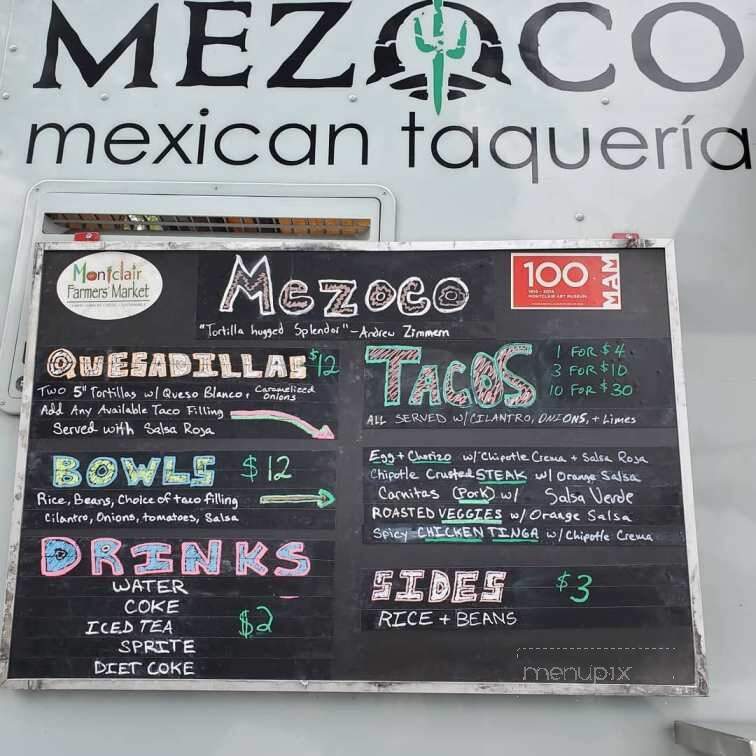 MEZOCO
mexican taquería
Montclair
Farmers' Market
Mezoco
"Tortilla hugged Splendor" - Andrew Zimmern
100
MAM
MONTCLAIR ART MUSEUM
QUESADILLAS $12
Two 5" Tortillas w/ Queso Blanco, Caramelized onions
Add Any Available Taco Filling
Served with Salsa Roja
BOWLS $12
Rice, Beans, Choice of taco filling
Cilantro, Onions, tomatoes, Salsa
DRINKS
WATER
COKE
ICED TEA $2
SPRITE
DIET COKE
TACOS
1 FOR $4
3 FOR $10
10 FOR $30
ALL SERVED W/ CILANTRO, ONIONS, + Limes
Egg + Chorizo w/ Chipotle Crema + Salsa Roja
Chipotle Crusted STEAK w/ Orange Salsa
Carnitas (Pork) w/ Salsa Verde
ROASTED VEGGIES w/ Orange Salsa
Spicy CHICKEN TINGA w/ Chipotle Crema
SIDES $3
RICE + BEANS
menupix